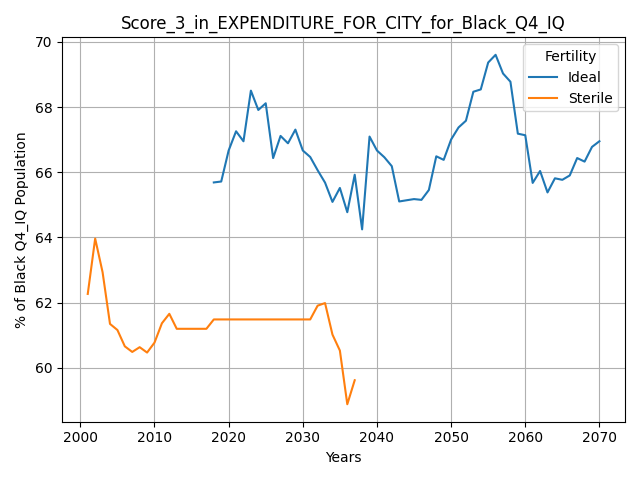 Score_3_in_EXPENDITURE_FOR_CITY_for_Black_Q4_IQ
70
68
66
64
62
60
% of Black Q4_IQ Population
Fertility
Ideal
Sterile
2000 2010 2020 2030 2040 2050 2060 2070
Years